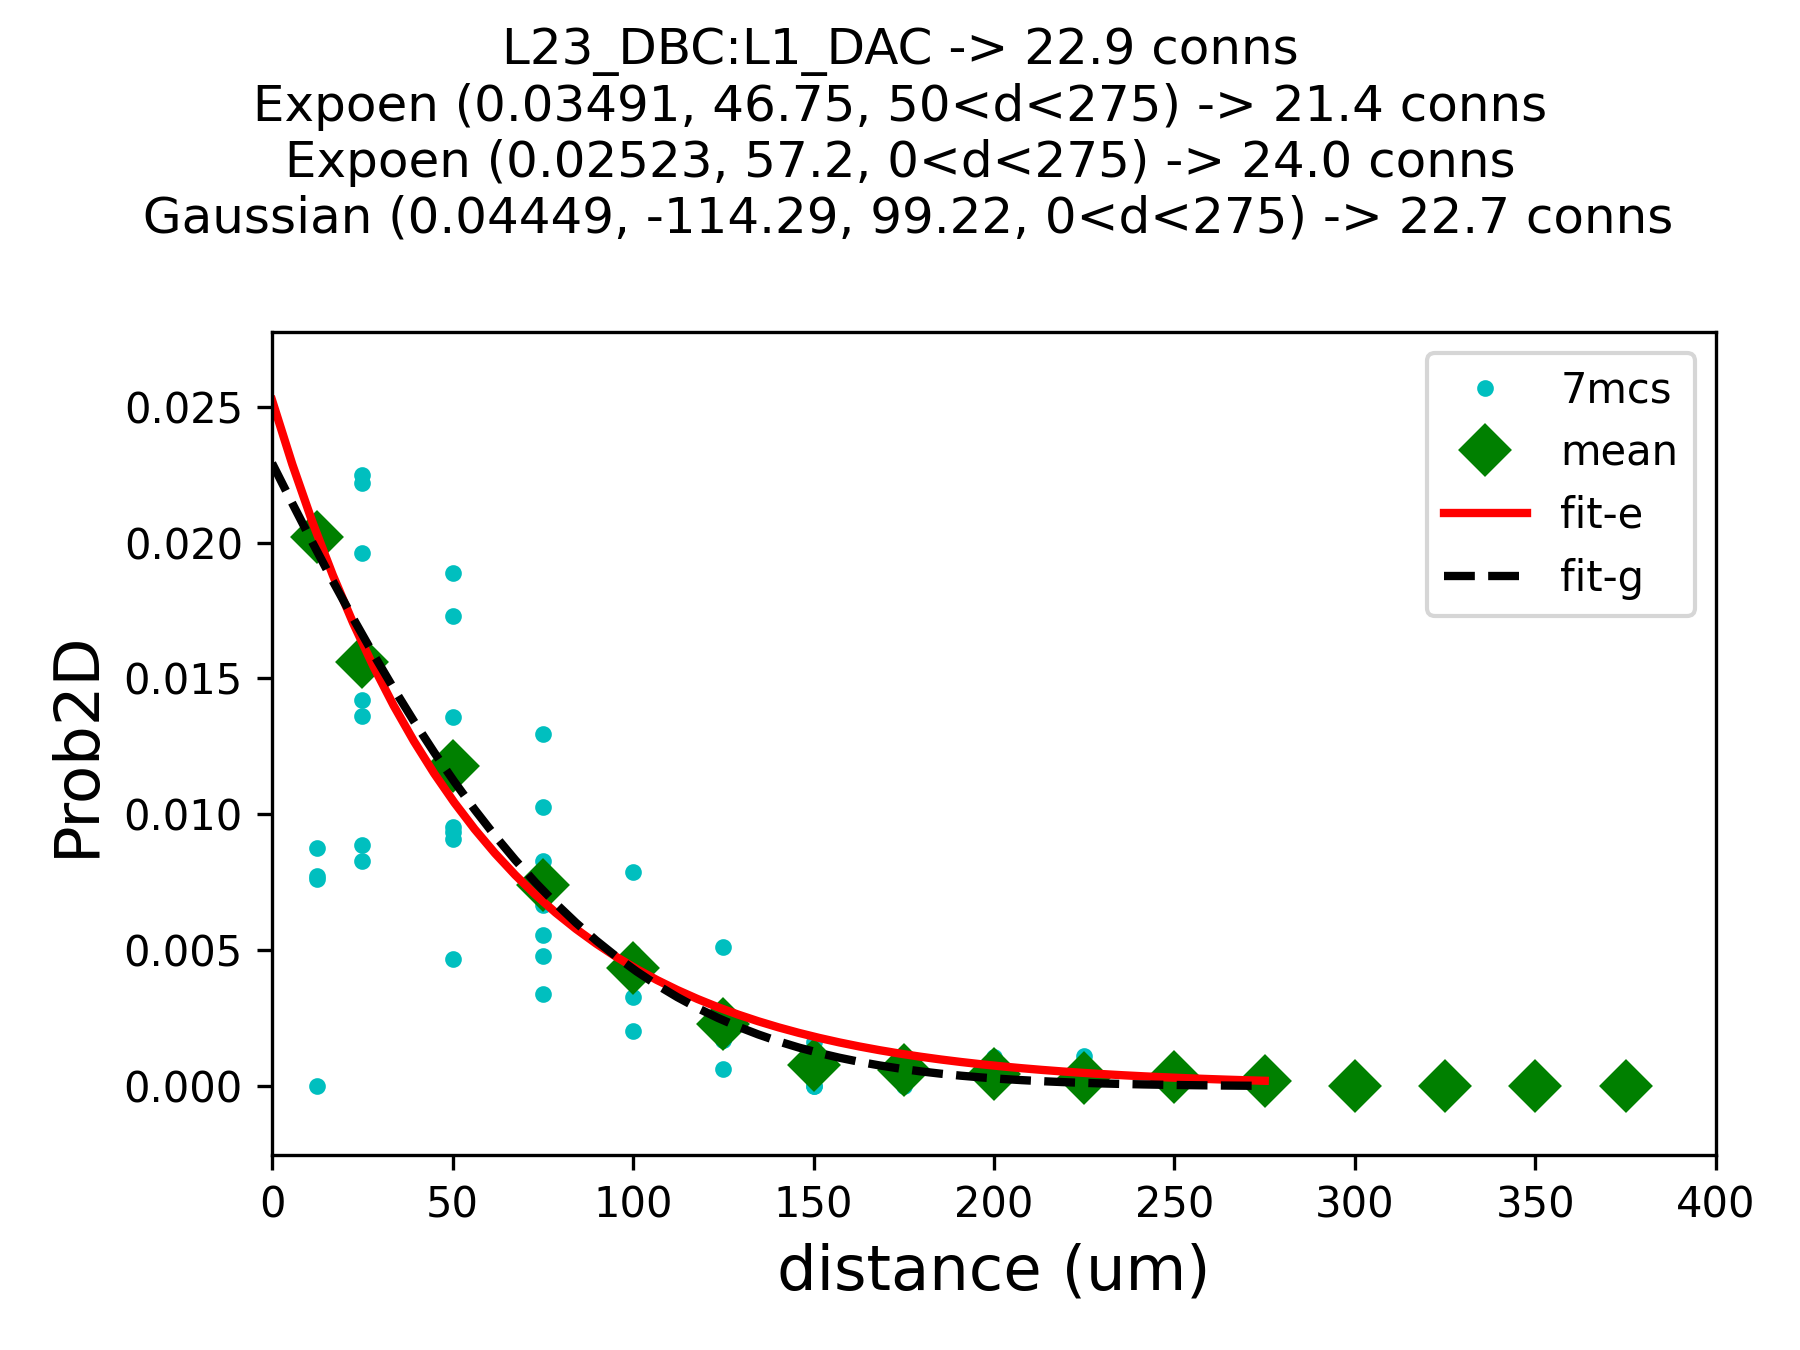 L23_DBC:L1_DAC -> 22.9 conns
Expoen (0.03491, 46.75, 50<d<275) -> 21.4 conns
Expoen (0.02523, 57.2, 0<d<275) -> 24.0 conns
Gaussian (0.04449, -114.29, 99.22, 0<d<275) -> 22.7 conns
7mcs
mean
fit-e
fit-g
Prob2D
0.025
0.020
0.015
0.010
0.005
0.000
0 50 100 150 200 250 300 350 400
distance (um)